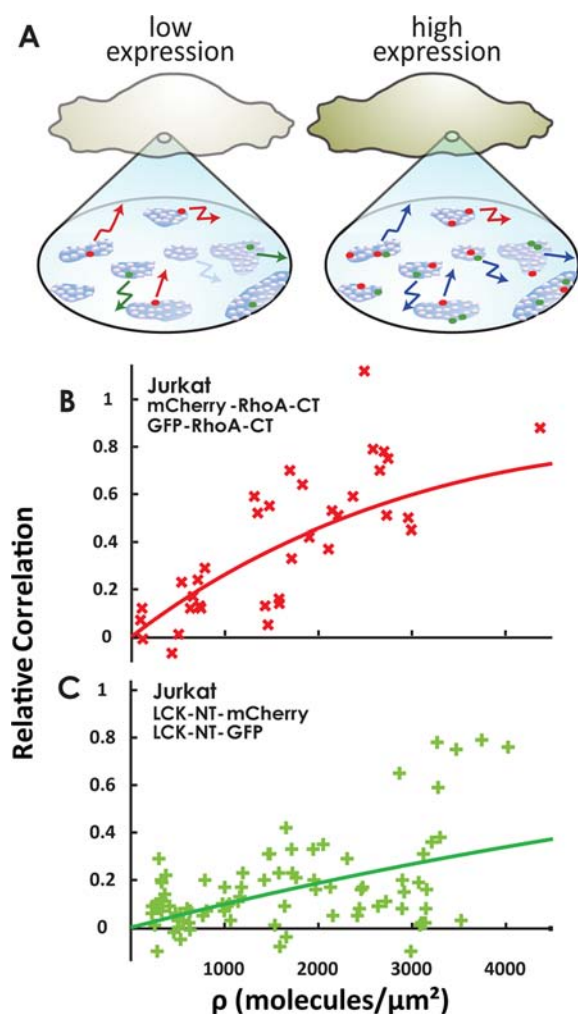 A
low expression
high expression
B
Jurkat
mCherry-RhoA-CT
GFP-RhoA-CT
1
0.8
0.6
0.4
0.2
0
C
Jurkat
LCK-NT-mCherry
LCK-NT-GFP
1
0.8
0.6
0.4
0.2
0
Relative Correlation
1000 2000 3000 4000
ρ (molecules/µm²)